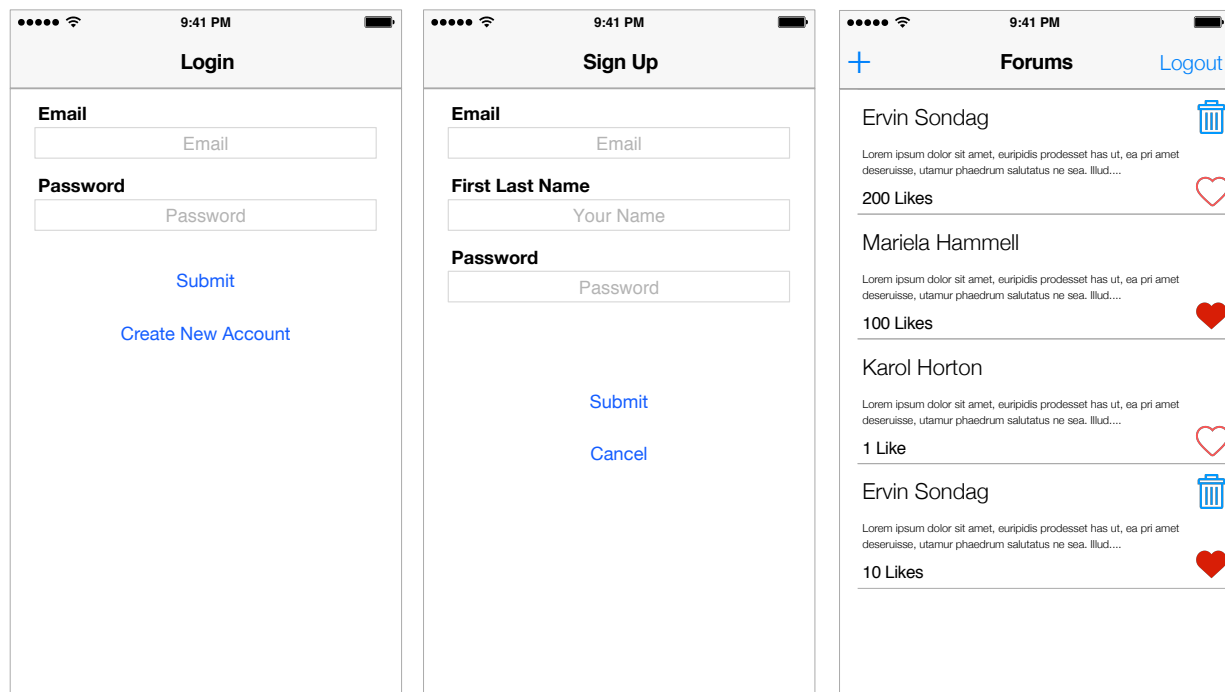 9:41 PM
Login
Email
Email
Password
Password
Submit
Create New Account
9:41 PM
Sign Up
Email
Email
First Last Name
Your Name
Password
Password
Submit
Cancel
9:41 PM
Forums
Logout
Ervin Sondag
Lorem ipsum dolor sit amet, euripidis prodesset has ut, ea pri amet
deseruisse, utamur phaedrum salutatus ne sea. Illud....
200 Likes
Mariela Hammell
Lorem ipsum dolor sit amet, euripidis prodesset has ut, ea pri amet
deseruisse, utamur phaedrum salutatus ne sea. Illud....
100 Likes
Karol Horton
Lorem ipsum dolor sit amet, euripidis prodesset has ut, ea pri amet
deseruisse, utamur phaedrum salutatus ne sea. Illud....
1 Like
Ervin Sondag
Lorem ipsum dolor sit amet, euripidis prodesset has ut, ea pri amet
deseruisse, utamur phaedrum salutatus ne sea. Illud....
10 Likes